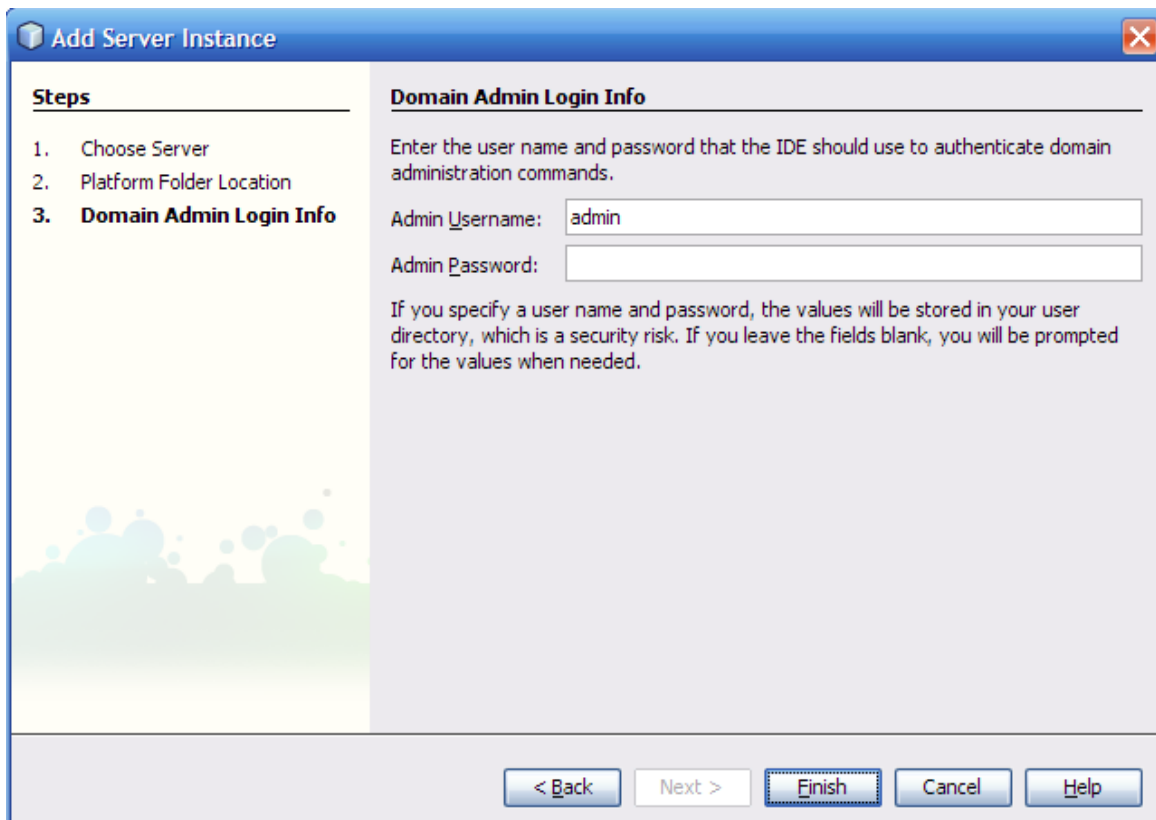 Add Server Instance
Steps
1. Choose Server
2. Platform Folder Location
3. Domain Admin Login Info
Domain Admin Login Info
Enter the user name and password that the IDE should use to authenticate domain
administration commands.
Admin Username: admin
Admin Password:
If you specify a user name and password, the values will be stored in your user
directory, which is a security risk. If you leave the fields blank, you will be prompted
for the values when needed.
< Back Next > Finish Cancel Help